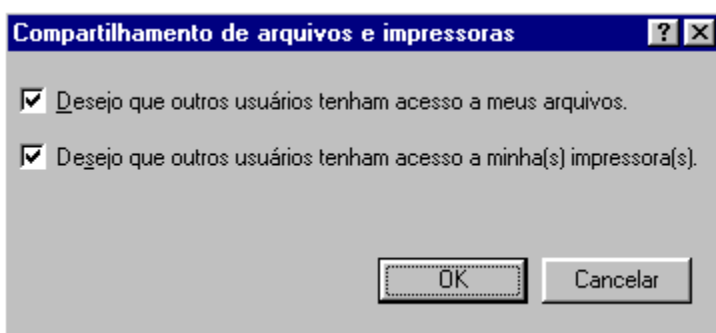 Compartilhamento de arquivos e impressoras
Desejo que outros usuários tenham acesso a meus arquivos.
Desejo que outros usuários tenham acesso a minha(s) impressora(s).
OK Cancelar